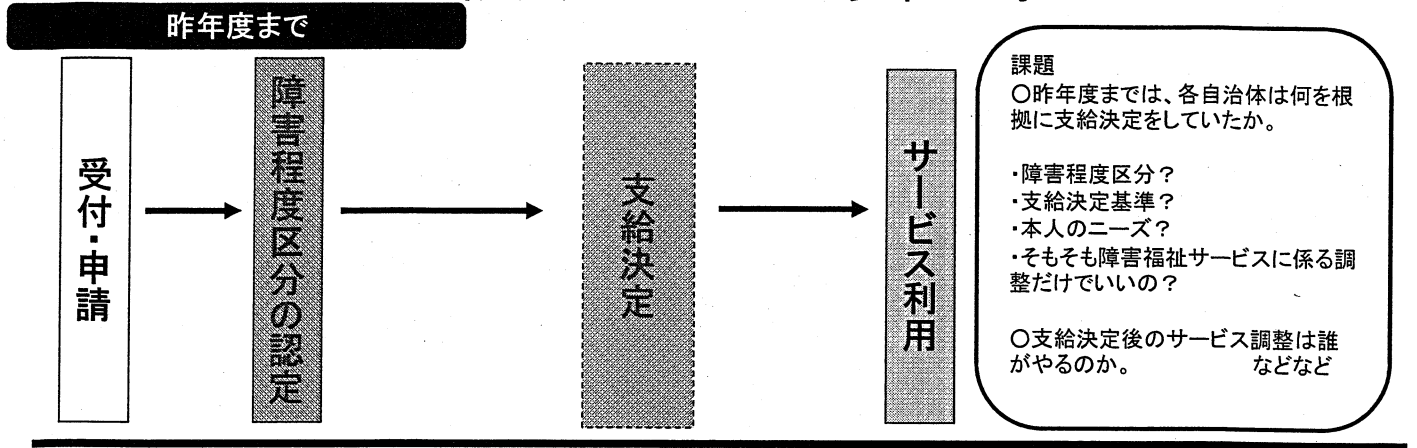 昨年度まで
受付・申請
障害程度区分の認定
支給決定
サービス利用
課題
○昨年度までは、各自治体は何を根
拠に支給決定をしていたか。
・障害程度区分？
・支給決定基準？
・本人のニーズ？
・そもそも障害福祉サービスに係る調
整だけでいいの？
○支給決定後のサービス調整は誰
がやるのか。　　　　　などなど